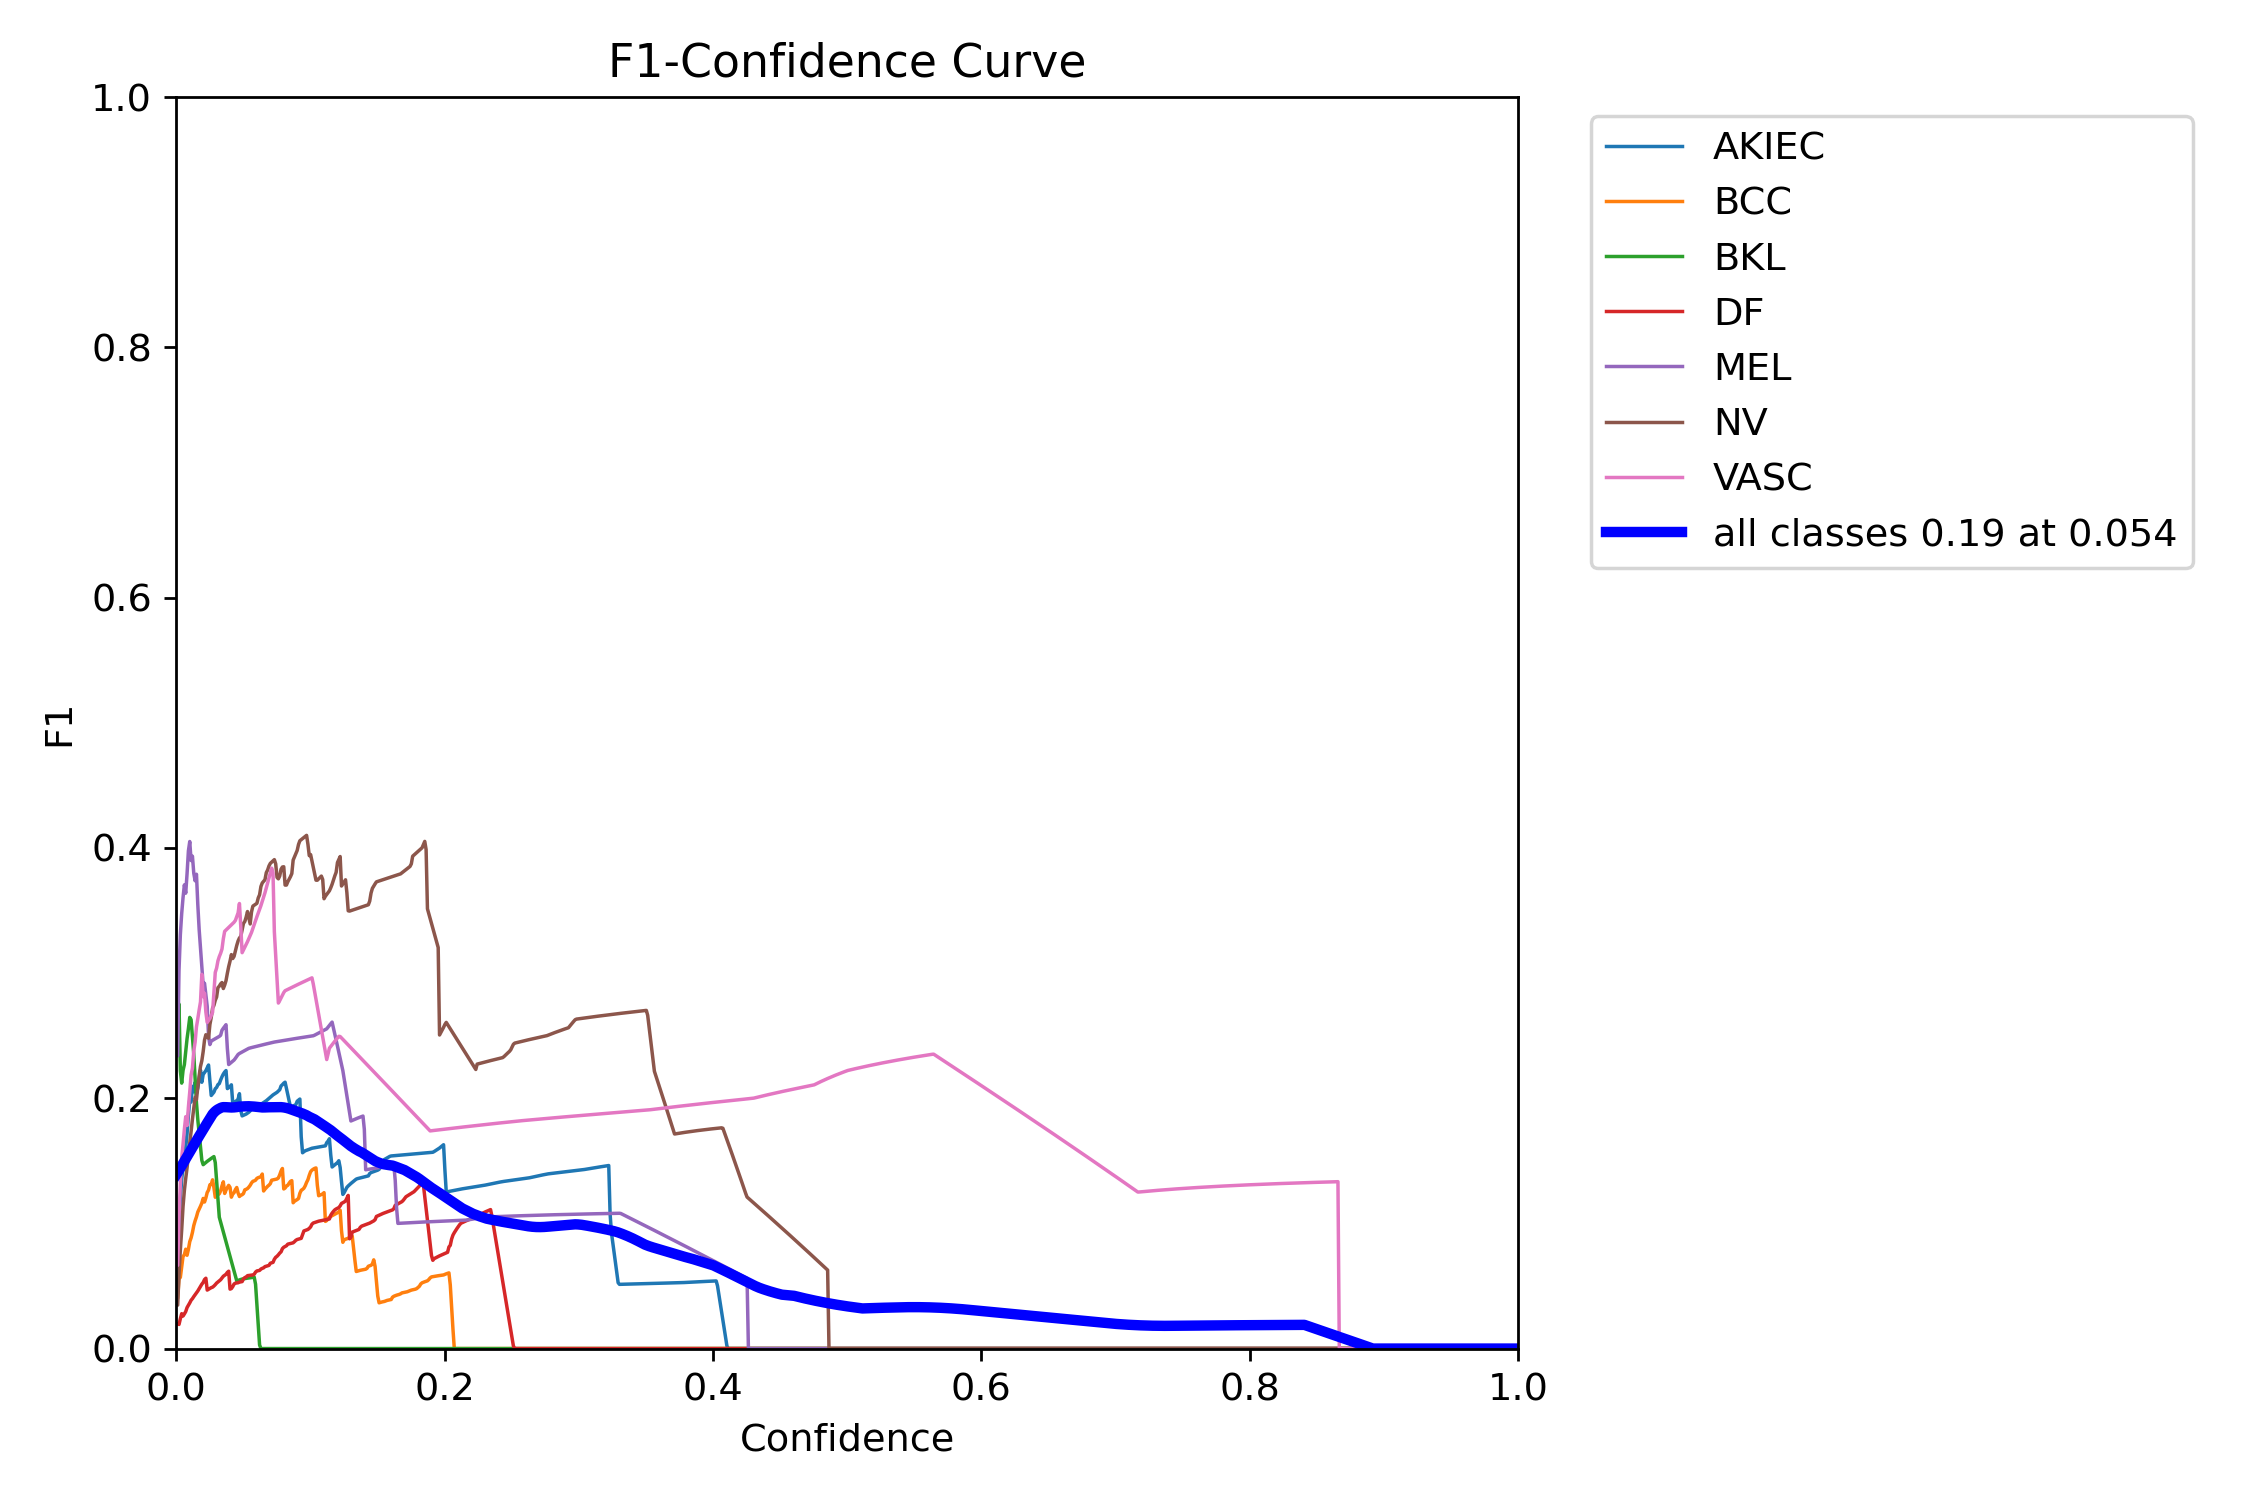 F1-Confidence Curve
1.0
0.8
0.6
0.4
0.2
0.0
F1
0.0 0.2 0.4 0.6 0.8 1.0
Confidence
AKIEC
BCC
BKL
DF
MEL
NV
VASC
all classes 0.19 at 0.054